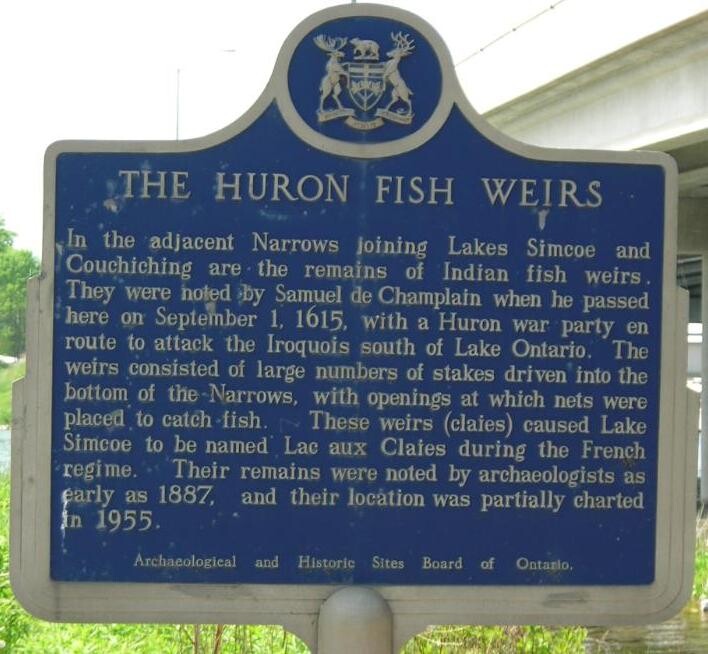 THE HURON FISH WEIRS
In the adjacent Narrows joining Lakes Simcoe and
Couchiching are the remains of Indian fish weirs.
They were noted by Samuel de Champlain when he passed
here on September 1, 1615, with a Huron war party en
route to attack the Iroquois south of Lake Ontario. The
weirs consisted of large numbers of stakes driven into the
bottom of the Narrows, with openings at which nets were
placed to catch fish. These weirs (claies) caused Lake
Simcoe to be named Lac aux Claies during the French
regime. Their remains were noted by archaeologists as
early as 1887, and their location was partially charted
in 1955.
Archaeological and Historic Sites Board of Ontario.